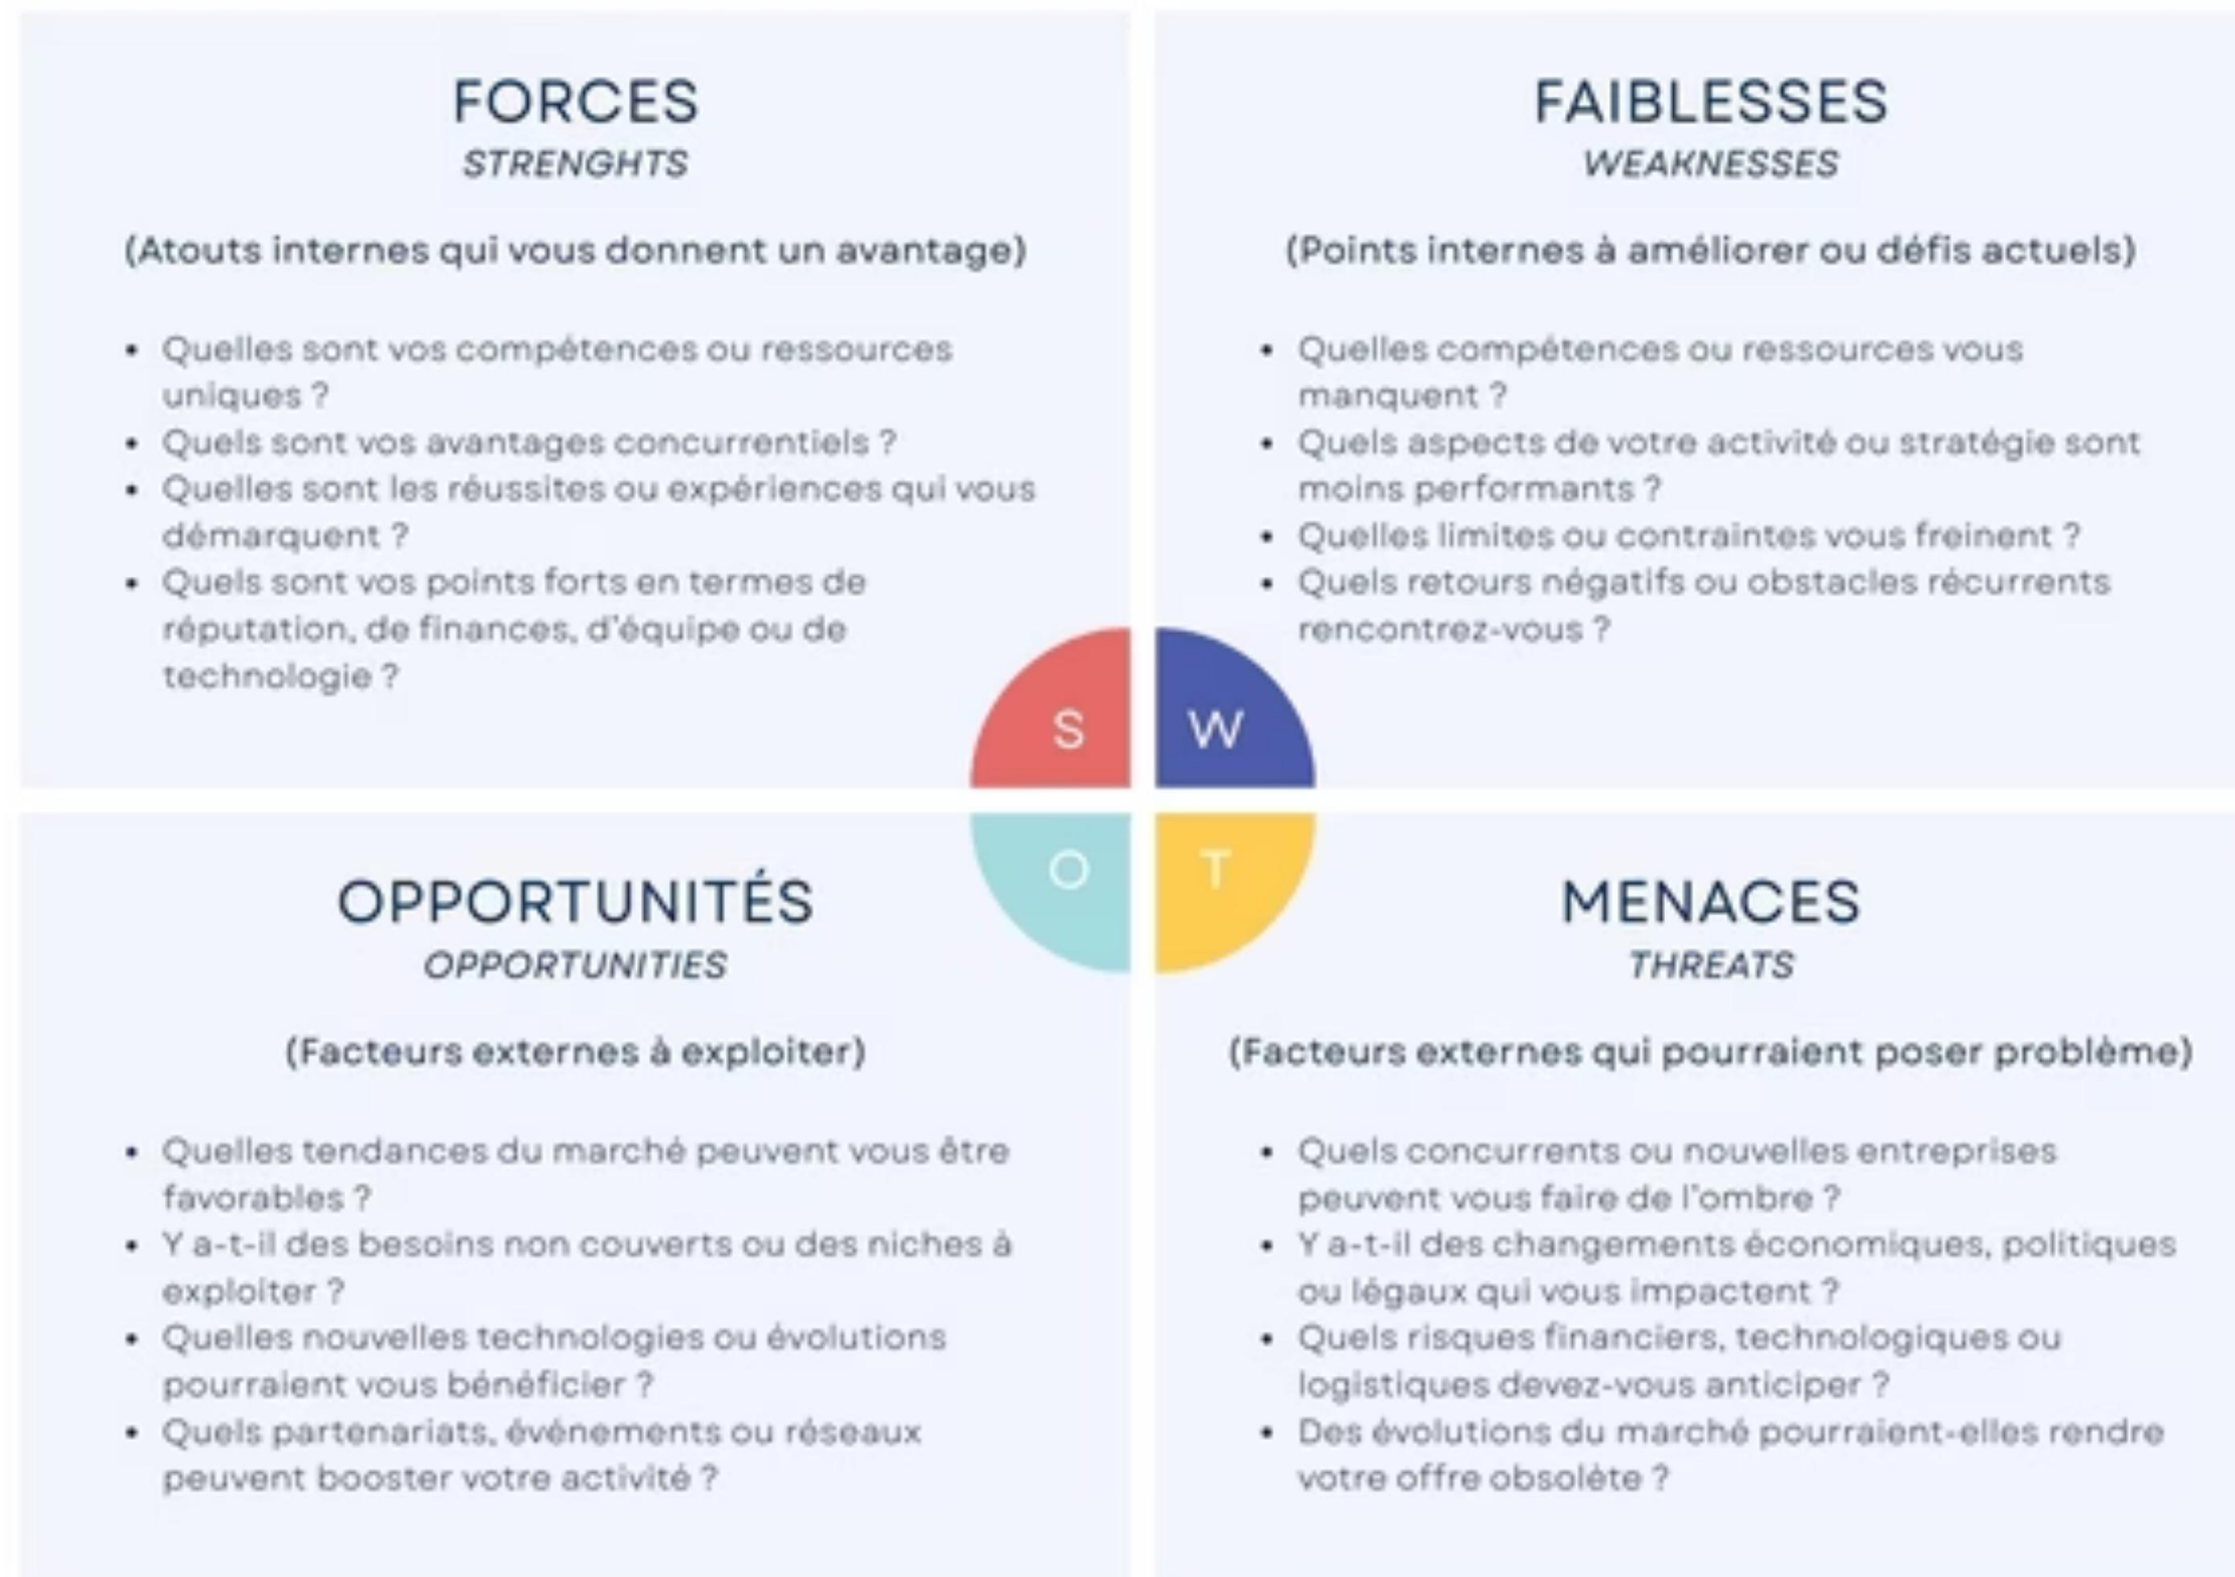 FORCES
STRENGHTS
(Atouts internes qui vous donnent un avantage)
• Quelles sont vos compétences ou ressources
uniques ?
• Quels sont vos avantages concurrentiels ?
• Quelles sont les réussites ou expériences qui vous
démarquent ?
• Quels sont vos points forts en termes de
réputation, de finances, d'équipe ou de
technologie ?
FAIBLESSES
WEAKNESSES
(Points internes à améliorer ou défis actuels)
• Quelles compétences ou ressources vous
manquent ?
• Quels aspects de votre activité ou stratégie sont
moins performants ?
• Quelles limites ou contraintes vous freinent ?
• Quels retours négatifs ou obstacles récurrents
rencontrez-vous ?
S
W
O
T
OPPORTUNITÉS
OPPORTUNITIES
(Facteurs externes à exploiter)
• Quelles tendances du marché peuvent vous être
favorables ?
• Y a-t-il des besoins non couverts ou des niches à
exploiter ?
• Quelles nouvelles technologies ou évolutions
pourraient vous bénéficier ?
• Quels partenariats, événements ou réseaux
peuvent booster votre activité ?
MENACES
THREATS
(Facteurs externes qui pourraient poser problème)
• Quels concurrents ou nouvelles entreprises
peuvent vous faire de l'ombre ?
• Y a-t-il des changements économiques, politiques
ou légaux qui vous impactent ?
• Quels risques financiers, technologiques ou
logistiques devez-vous anticiper ?
• Des évolutions du marché pourraient-elles rendre
votre offre obsolète ?